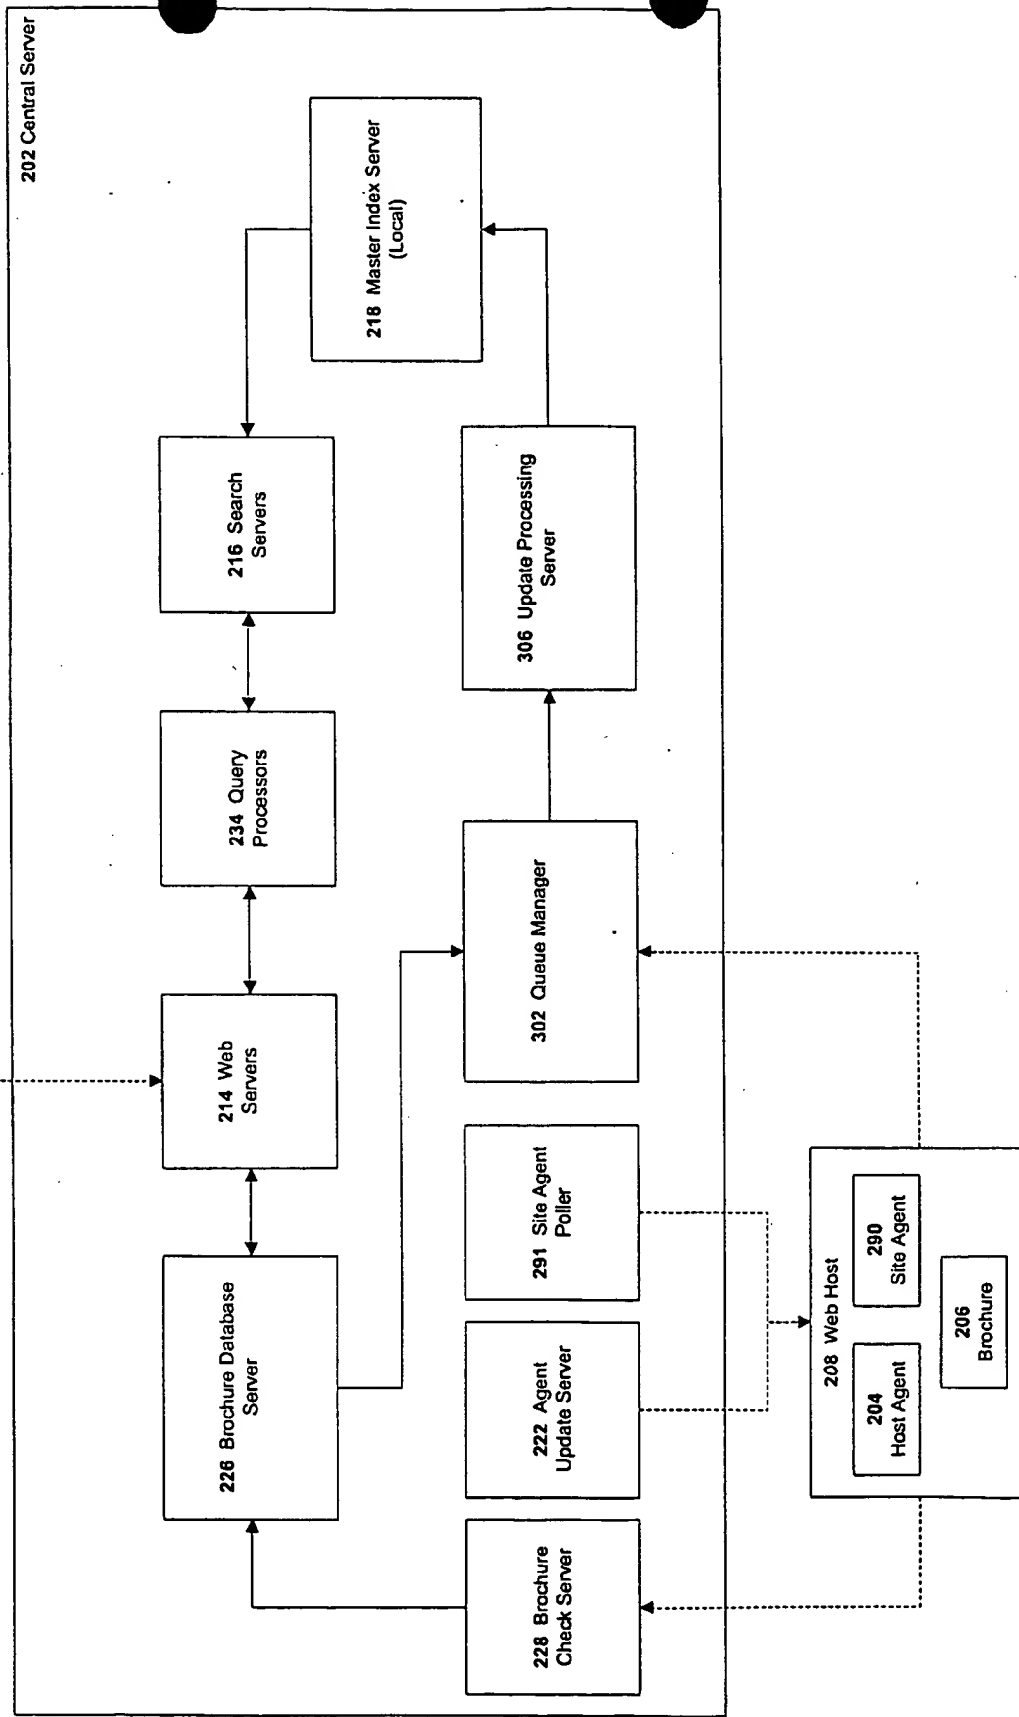 202 Central Server
226 Brochure Database
Server
214 Web
Servers
234 Query
Processors
216 Search
Servers
218 Master Index Server
(Local)
228 Brochure
Check Server
222 Agent
Update Server
291 Site Agent
Poller
302 Queue Manager
306 Update Processing
Server
208 Web Host
204
Host Agent
290
Site Agent
206
Brochure